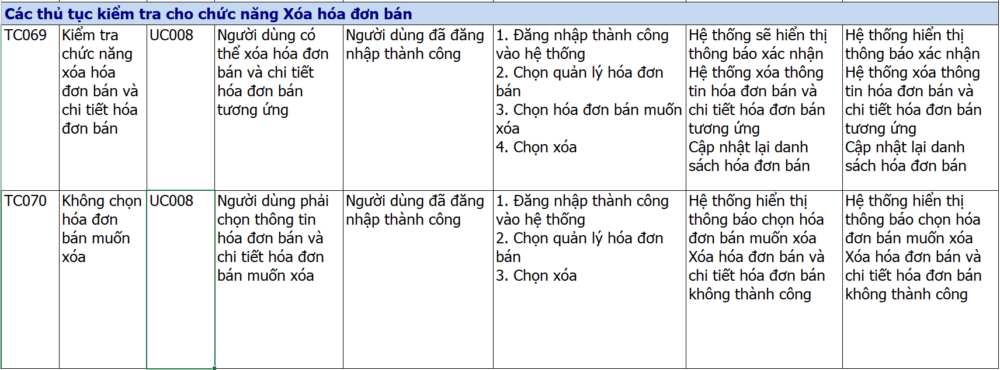 Các thủ tục kiểm tra cho chức năng Xóa hóa đơn bán
TC069
Kiểm tra
chức năng
xóa hóa
đơn bán và
chi tiết hóa
đơn bán
UC008
Người dùng có
thể xóa hóa đơn
bán và chi tiết
hóa đơn bán
tương ứng
Người dùng đã đăng
nhập thành công
1. Đăng nhập thành công
vào hệ thống
2. Chọn quản lý hóa đơn
bán
3. Chọn hóa đơn bán muốn
xóa
4. Chọn xóa
Hệ thống sẽ hiển thị
thông báo xác nhận
Hệ thống xóa thông
tin hóa đơn bán và
chi tiết hóa đơn bán
tương ứng
Cập nhật lại danh
sách hóa đơn bán
Hệ thống hiển thị
thông báo xác nhận
Hệ thống xóa thông
tin hóa đơn bán và
chi tiết hóa đơn bán
tương ứng
Cập nhật lại danh
sách hóa đơn bán
TC070
Không chọn
hóa đơn
bán muốn
xóa
UC008
Người dùng phải
chọn thông tin
hóa đơn bán và
chi tiết hóa đơn
bán muốn xóa
Người dùng đã đăng
nhập thành công
1. Đăng nhập thành công
vào hệ thống
2. Chọn quản lý hóa đơn
bán
3. Chọn xóa
Hệ thống hiển thị
thông báo chọn hóa
đơn bán muốn xóa
Xóa hóa đơn bán và
chi tiết hóa đơn bán
không thành công
Hệ thống hiển thị
thông báo chọn hóa
đơn bán muốn xóa
Xóa hóa đơn bán và
chi tiết hóa đơn bán
không thành công